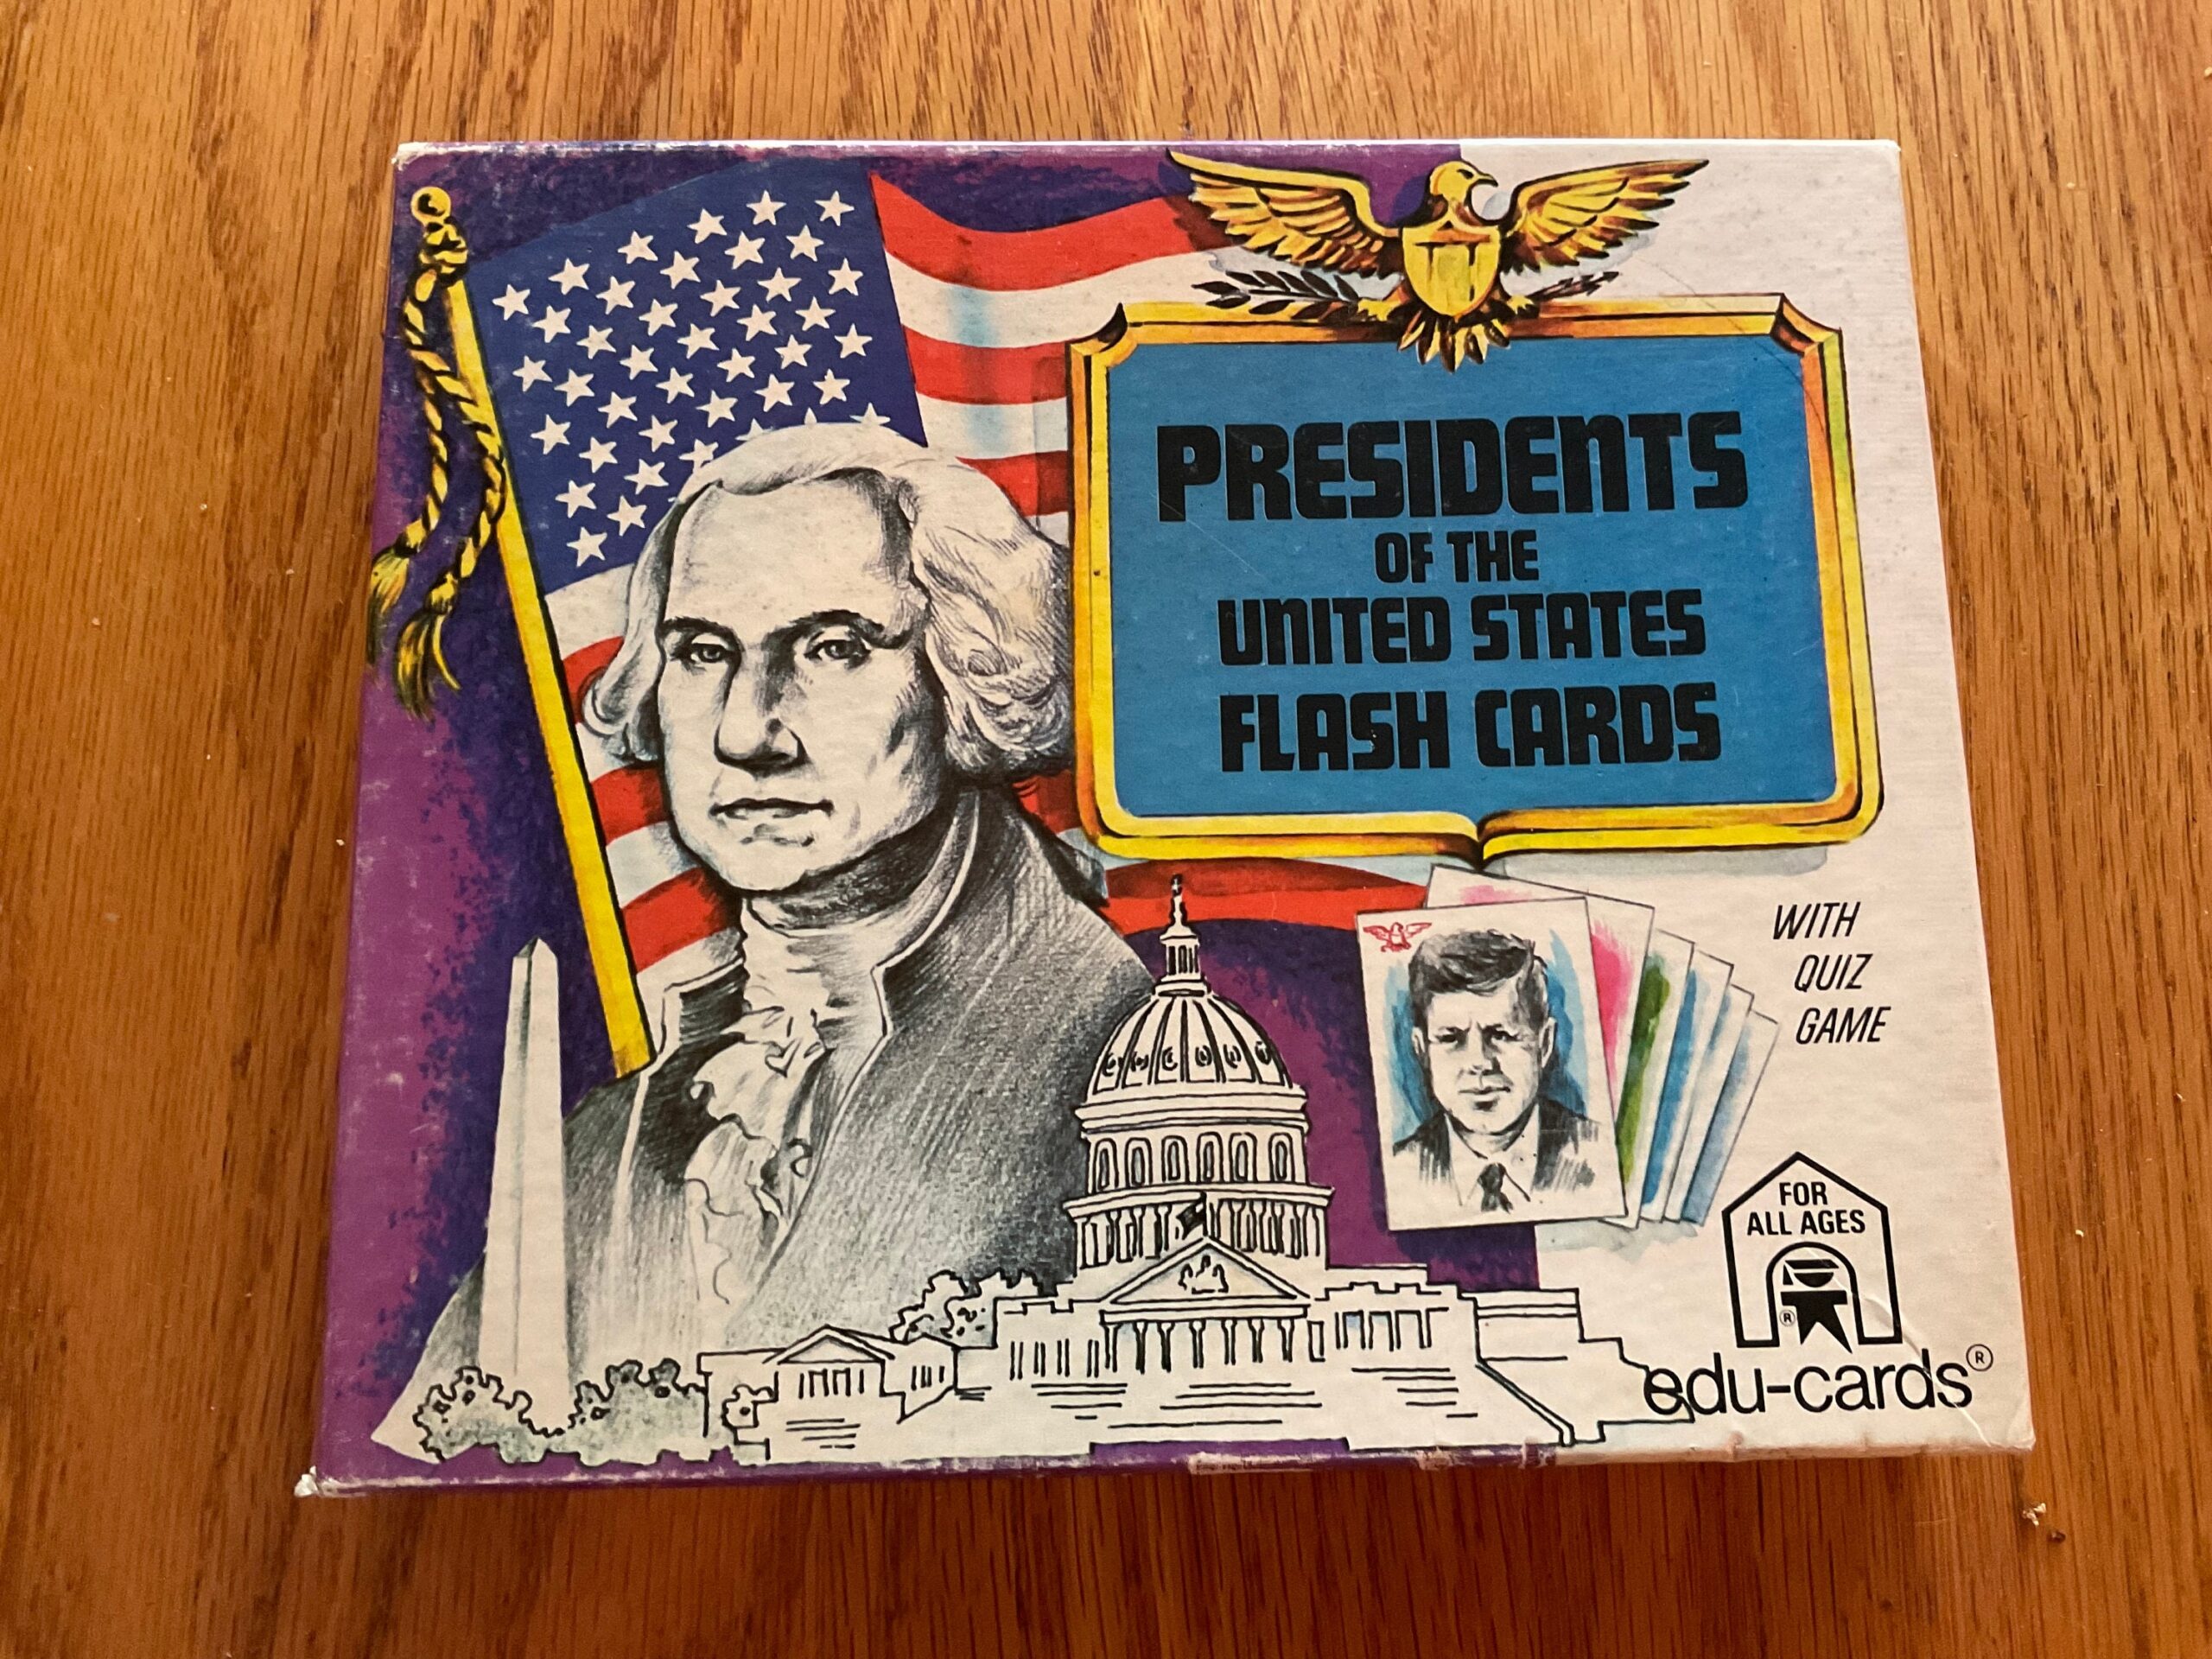 PRESIDENTS
OF THE
UNITED STATES
FLASH CARDS
WITH
QUIZ
GAME
FOR
ALL AGES
®
edu-cards®